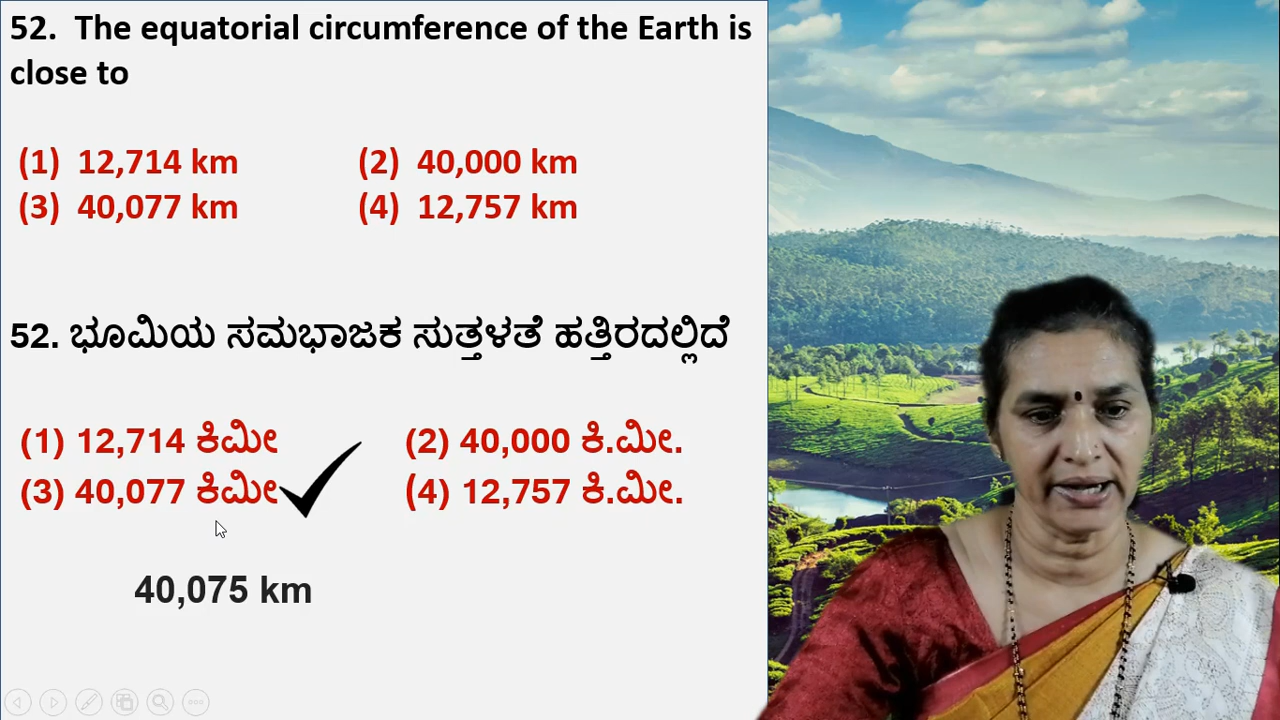 52. The equatorial circumference of the Earth is
close to
(1) 12,714 km (2) 40,000 km
(3) 40,077 km (4) 12,757 km
52. ಭೂಮಿಯ ಸಮಭಾಜಕ ಸುತ್ತಳತೆ ಹತ್ತಿರದಲ್ಲಿದೆ
(1) 12,714 ಕಿಮೀ (2) 40,000 ಕಿ.ಮೀ.
(3) 40,077 ಕಿಮೀ (4) 12,757 ಕಿ.ಮೀ.
40,075 km